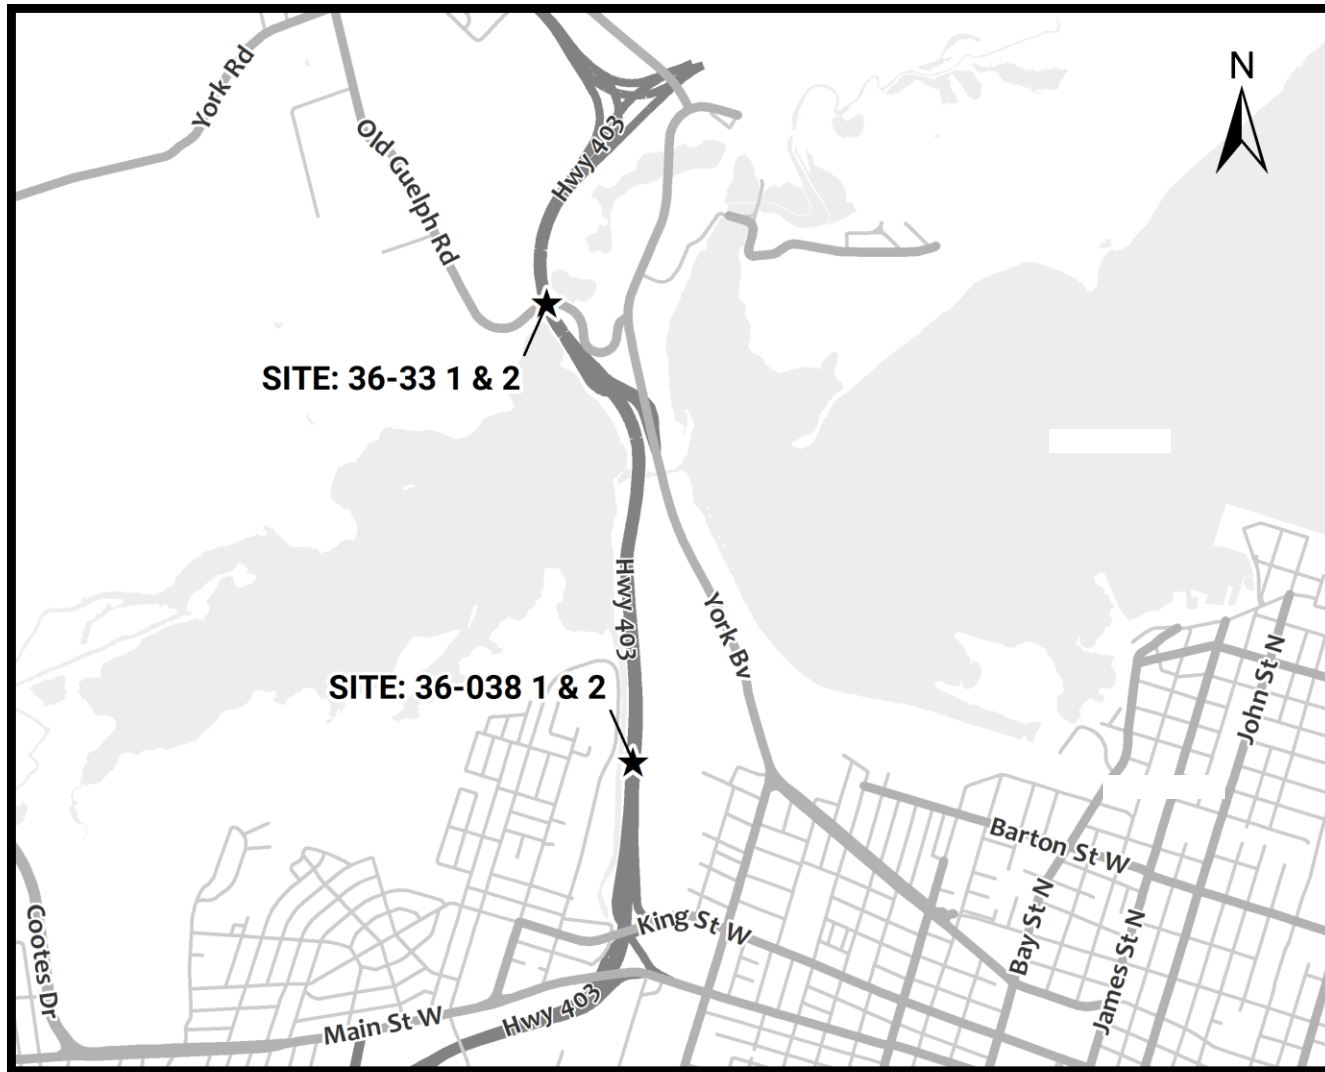 N
York Rd
Old Guelph Rd
Hwy 403
SITE: 36-33 1 & 2
Hwy 403
York Bv
SITE: 36-038 1 & 2
John St N
Barton St W
Bay St N
James St N
King St W
Cootes Dr
Main St W
Hwy 403